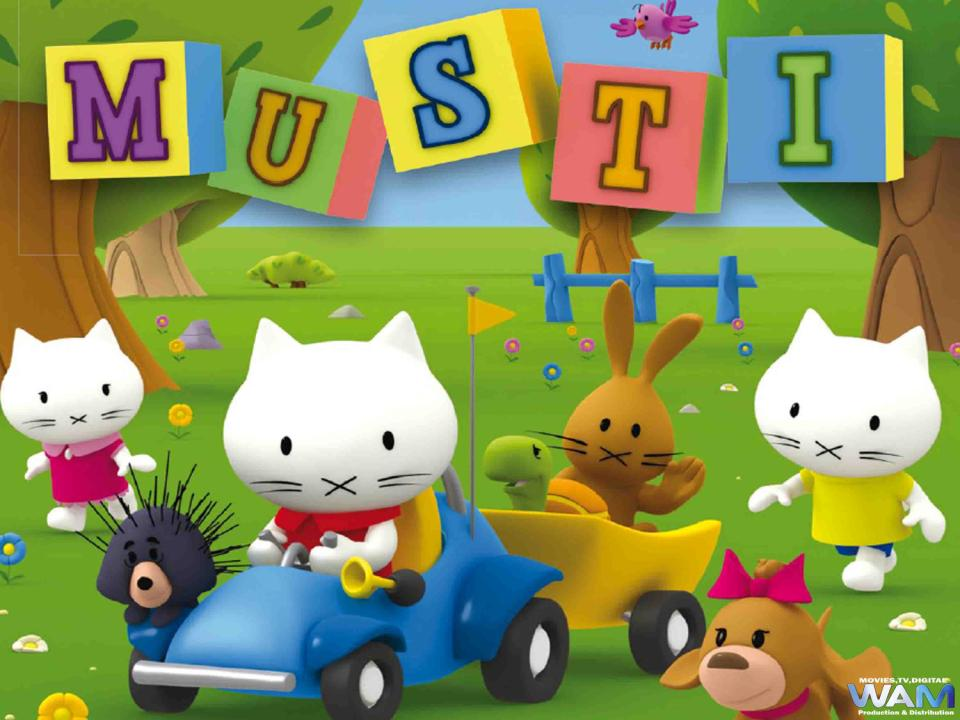 MUSTI
MOVIES,TV,DIGITAL
WAM
Production & Distribution